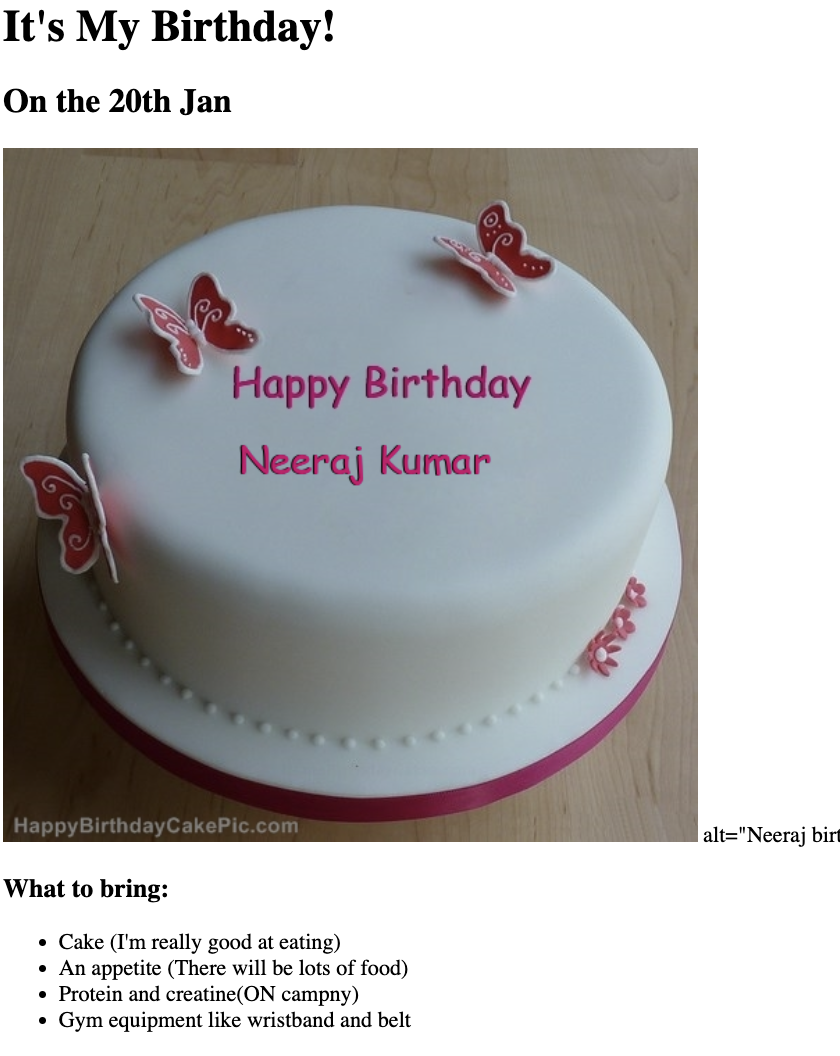 It's My Birthday!
On the 20th Jan
Happy Birthday
Neeraj Kumar
HappyBirthdayCakePic.com
alt="Neeraj birt
What to bring:
• Cake (I'm really good at eating)
• An appetite (There will be lots of food)
• Protein and creatine(ON campny)
• Gym equipment like wristband and belt